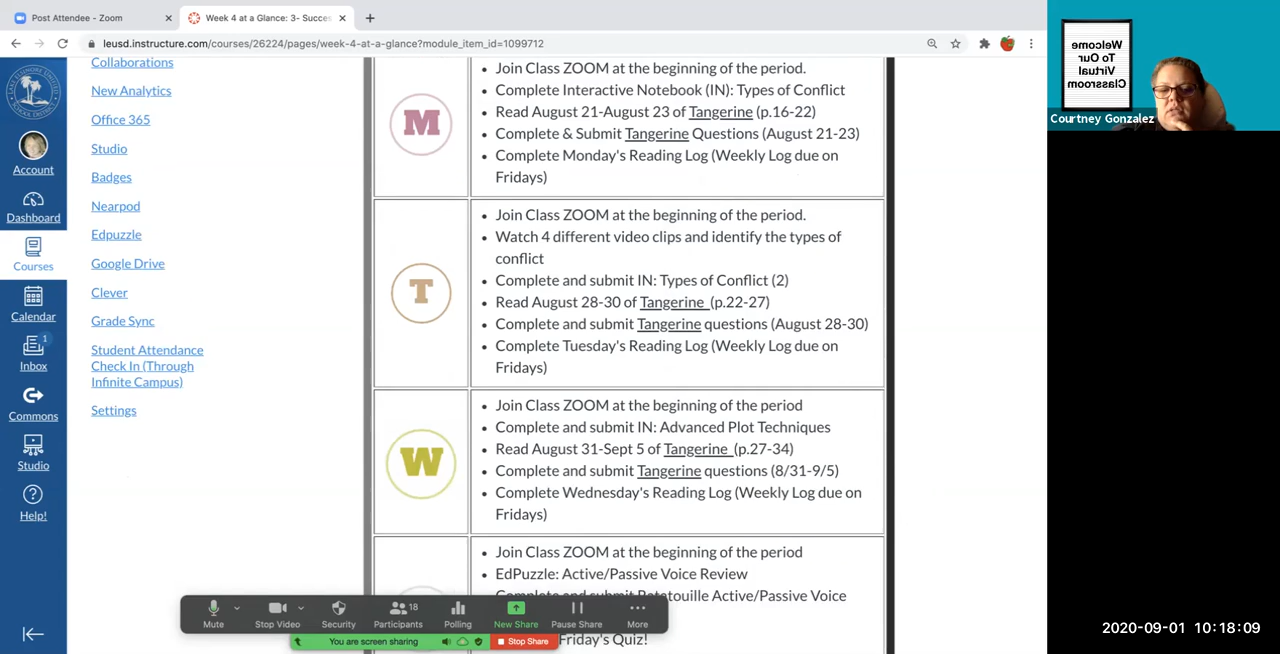 Post Attendee - Zoom
Week 4 at a Glance: 3- Succes
leusd.instructure.com/courses/26224/pages/week-4-at-a-glance?module_item_id=1099712
Account
Dashboard
Courses
Calendar
1
Inbox
Commons
Studio
Help!
Collaborations
New Analytics
Office 365
Studio
Badges
Nearpod
Edpuzzle
Google Drive
Clever
Grade Sync
Student Attendance
Check In (Through
Infinite Campus)
Settings
M
Join Class ZOOM at the beginning of the period.
Complete Interactive Notebook (IN): Types of Conflict
Read August 21-August 23 of Tangerine (p.16-22)
Complete & Submit Tangerine Questions (August 21-23)
Complete Monday's Reading Log (Weekly Log due on
Fridays)
T
Join Class ZOOM at the beginning of the period.
Watch 4 different video clips and identify the types of
conflict
Complete and submit IN: Types of Conflict (2)
Read August 28-30 of Tangerine (p.22-27)
Complete and submit Tangerine questions (August 28-30)
Complete Tuesday's Reading Log (Weekly Log due on
Fridays)
W
Join Class ZOOM at the beginning of the period
Complete and submit IN: Advanced Plot Techniques
Read August 31-Sept 5 of Tangerine (p.27-34)
Complete and submit Tangerine questions (8/31-9/5)
Complete Wednesday's Reading Log (Weekly Log due on
Fridays)
Join Class ZOOM at the beginning of the period
EdPuzzle: Active/Passive Voice Review
Complete and submit Ratatouille Active/Passive Voice
Friday's Quiz!
Mute
Stop Video
Security
18
Participants
Polling
New Share
Pause Share
More
You are screen sharing
Stop Share
Welcome
To Our
Virtual
Classroom
Courtney Gonzalez
2020-09-01 10:18:09